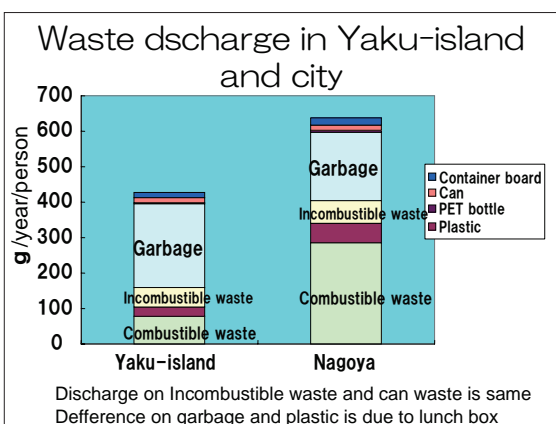 Waste dscharge in Yaku-island
and city
g/year/person
700
600
500
400
300
200
100
0
Garbage
Incombustible waste
Combustible waste
Yaku-island
Garbage
Incombustible waste
Combustible waste
Nagoya
Container board
Can
PET bottle
Plastic
Discharge on Incombustible waste and can waste is same
Defference on garbage and plastic is due to lunch box